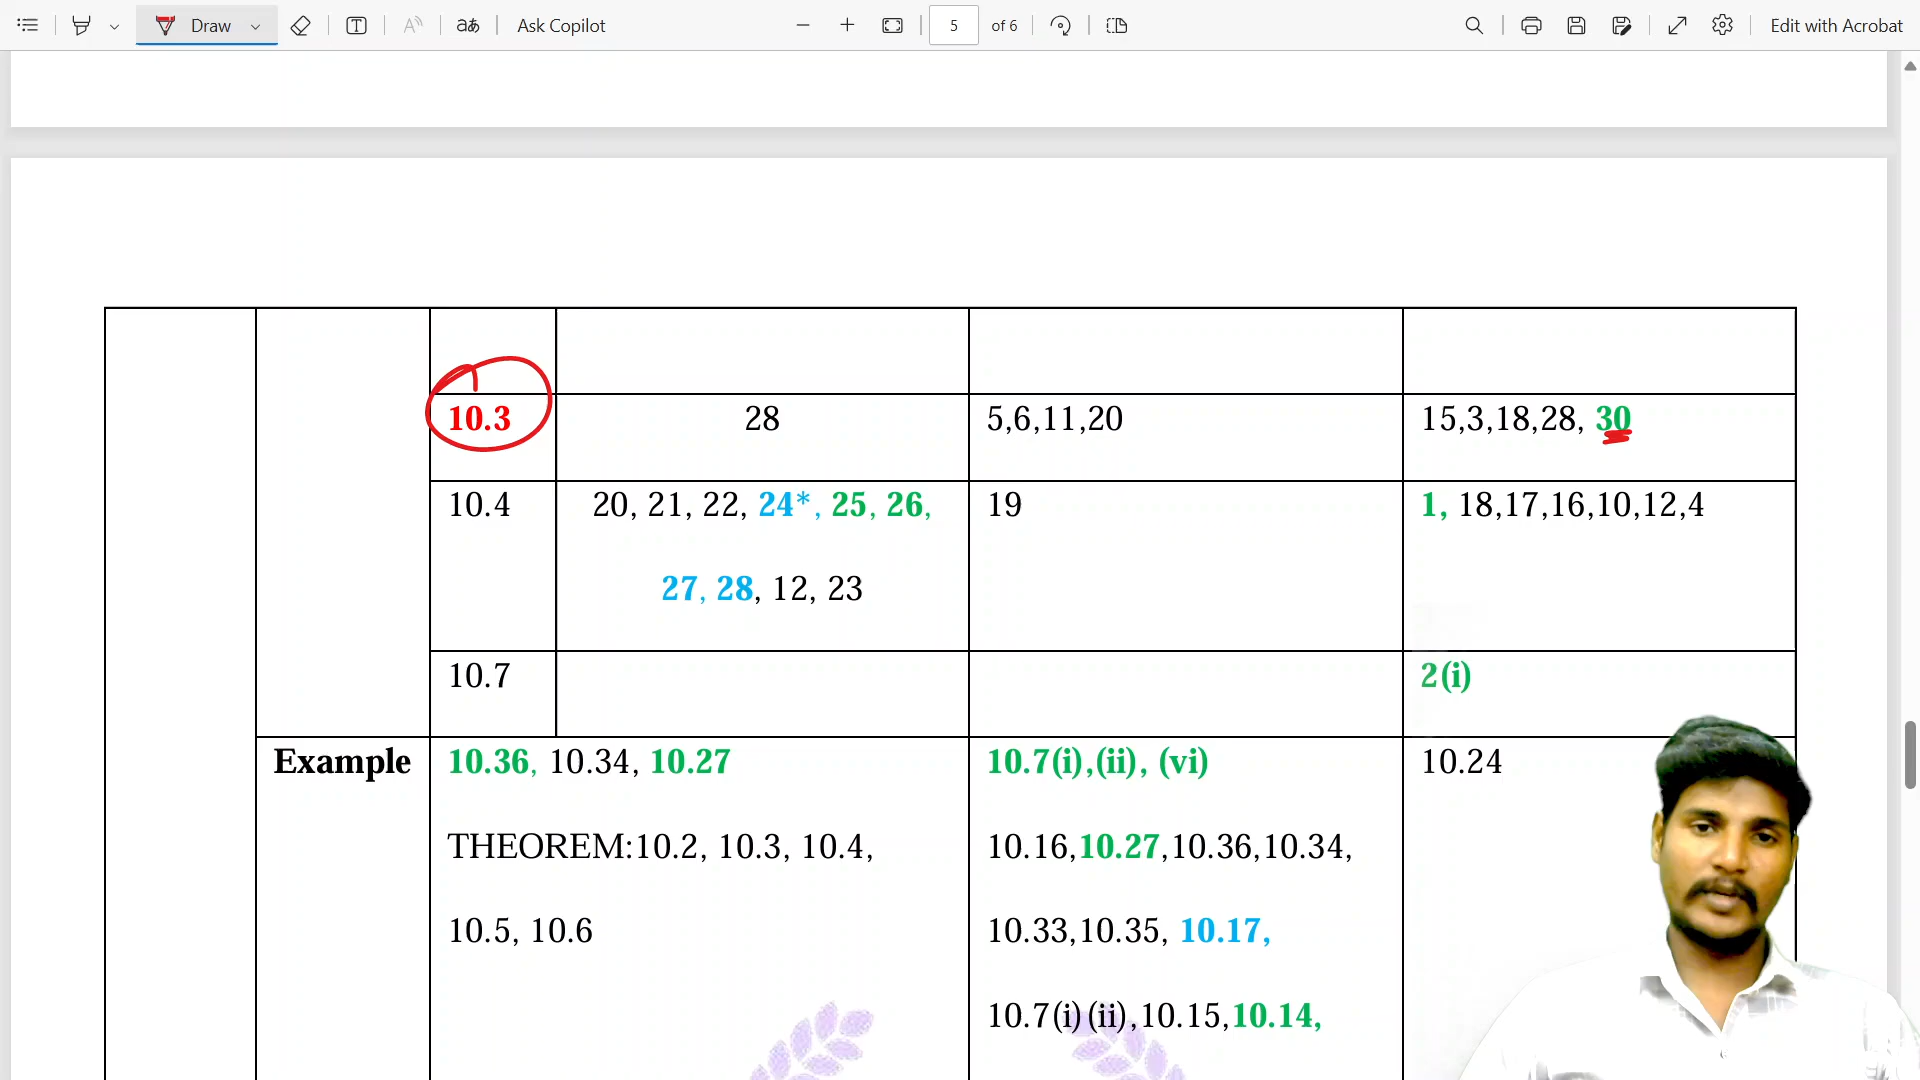 Draw
aあ
Ask Copilot
5 of 6
Edit with Acrobat
10.3 28 5,6,11,20 15,3,18,28, 30
10.4 20, 21, 22, 24*, 25, 26, 19 1, 18,17,16,10,12,4
27, 28, 12, 23
10.7 2(i)
Example 10.36, 10.34, 10.27 10.7(i),(ii), (vi) 10.24
THEOREM:10.2, 10.3, 10.4, 10.16,10.27,10.36,10.34,
10.5, 10.6 10.33,10.35, 10.17,
10.7(i)(ii),10.15,10.14,